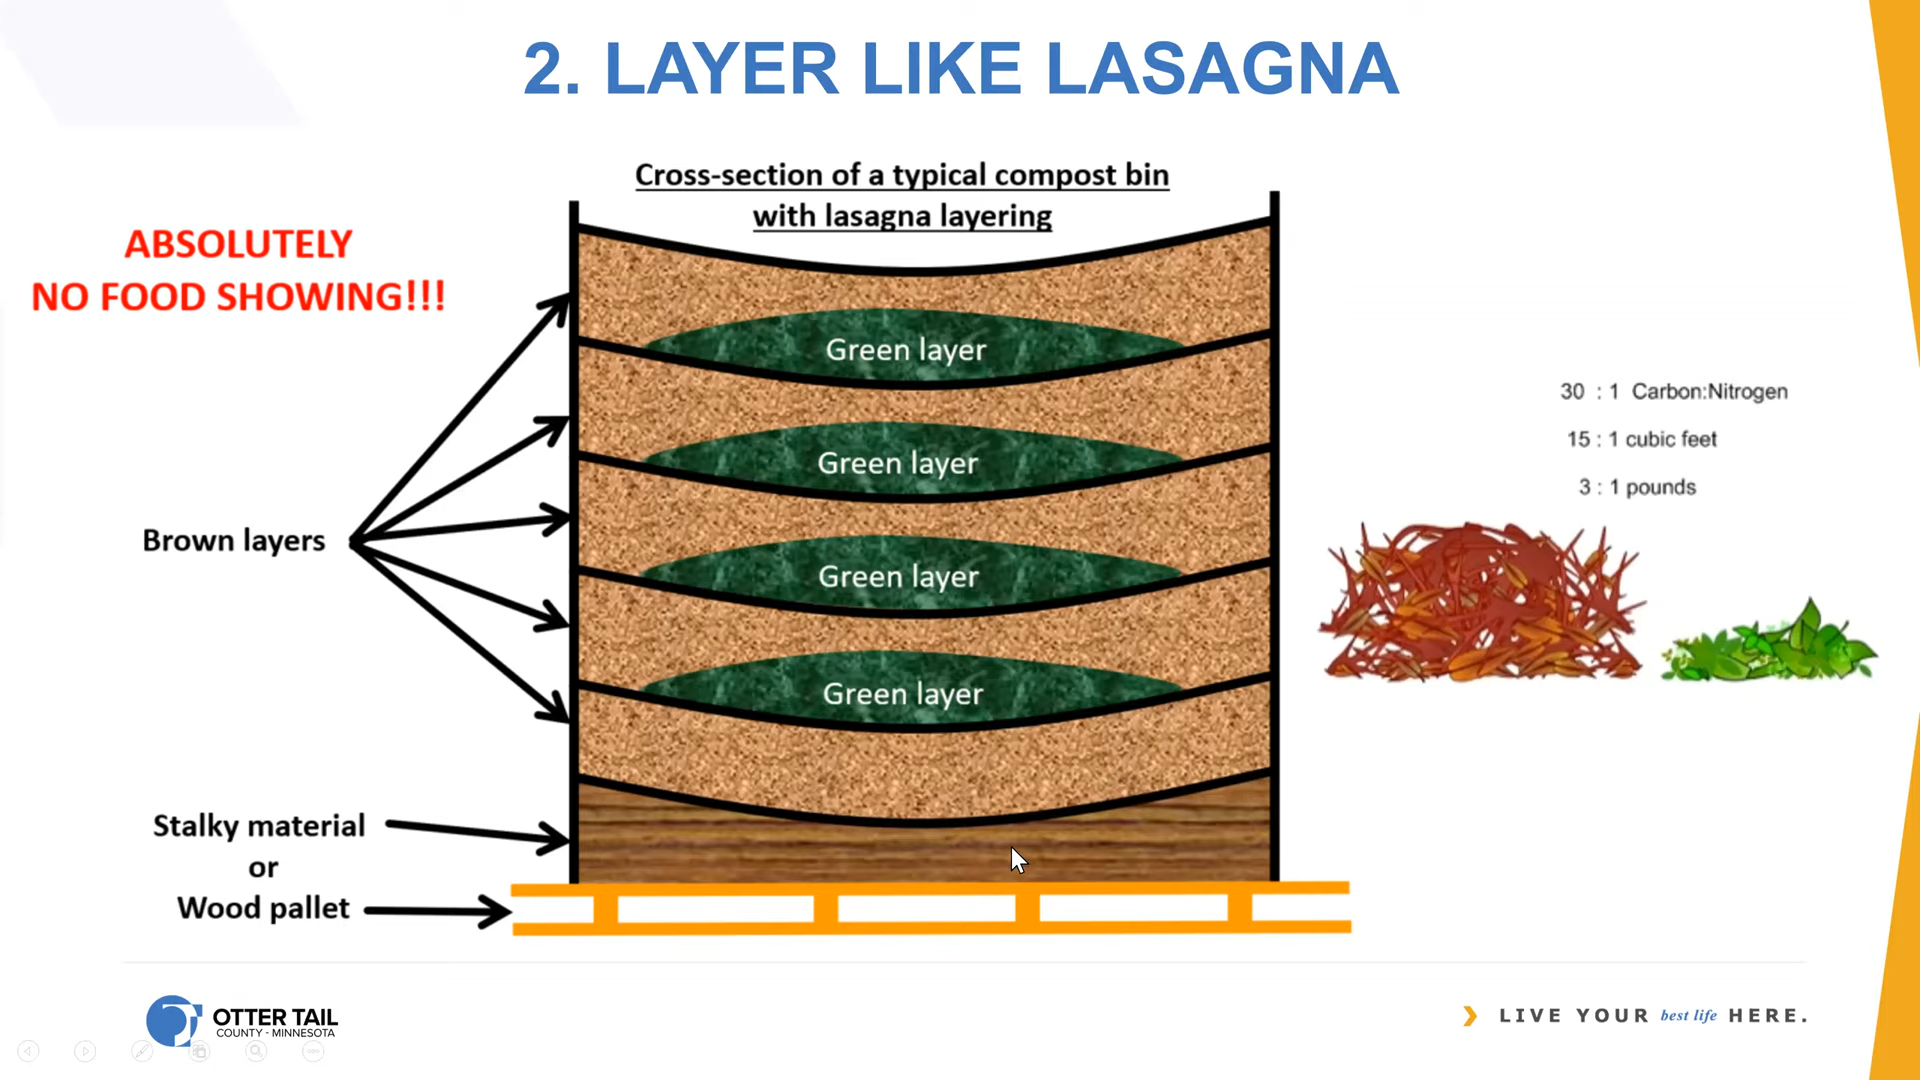 2. LAYER LIKE LASAGNA
Cross-section of a typical compost bin
with lasagna layering
ABSOLUTELY
NO FOOD SHOWING!!!
Green layer
Green layer
Green layer
Green layer
Brown layers
Stalky material
or
Wood pallet
30 : 1 Carbon:Nitrogen
15 : 1 cubic feet
3 : 1 pounds
OTTER TAIL
COUNTY - MINNESOTA
LIVE YOUR best life HERE.